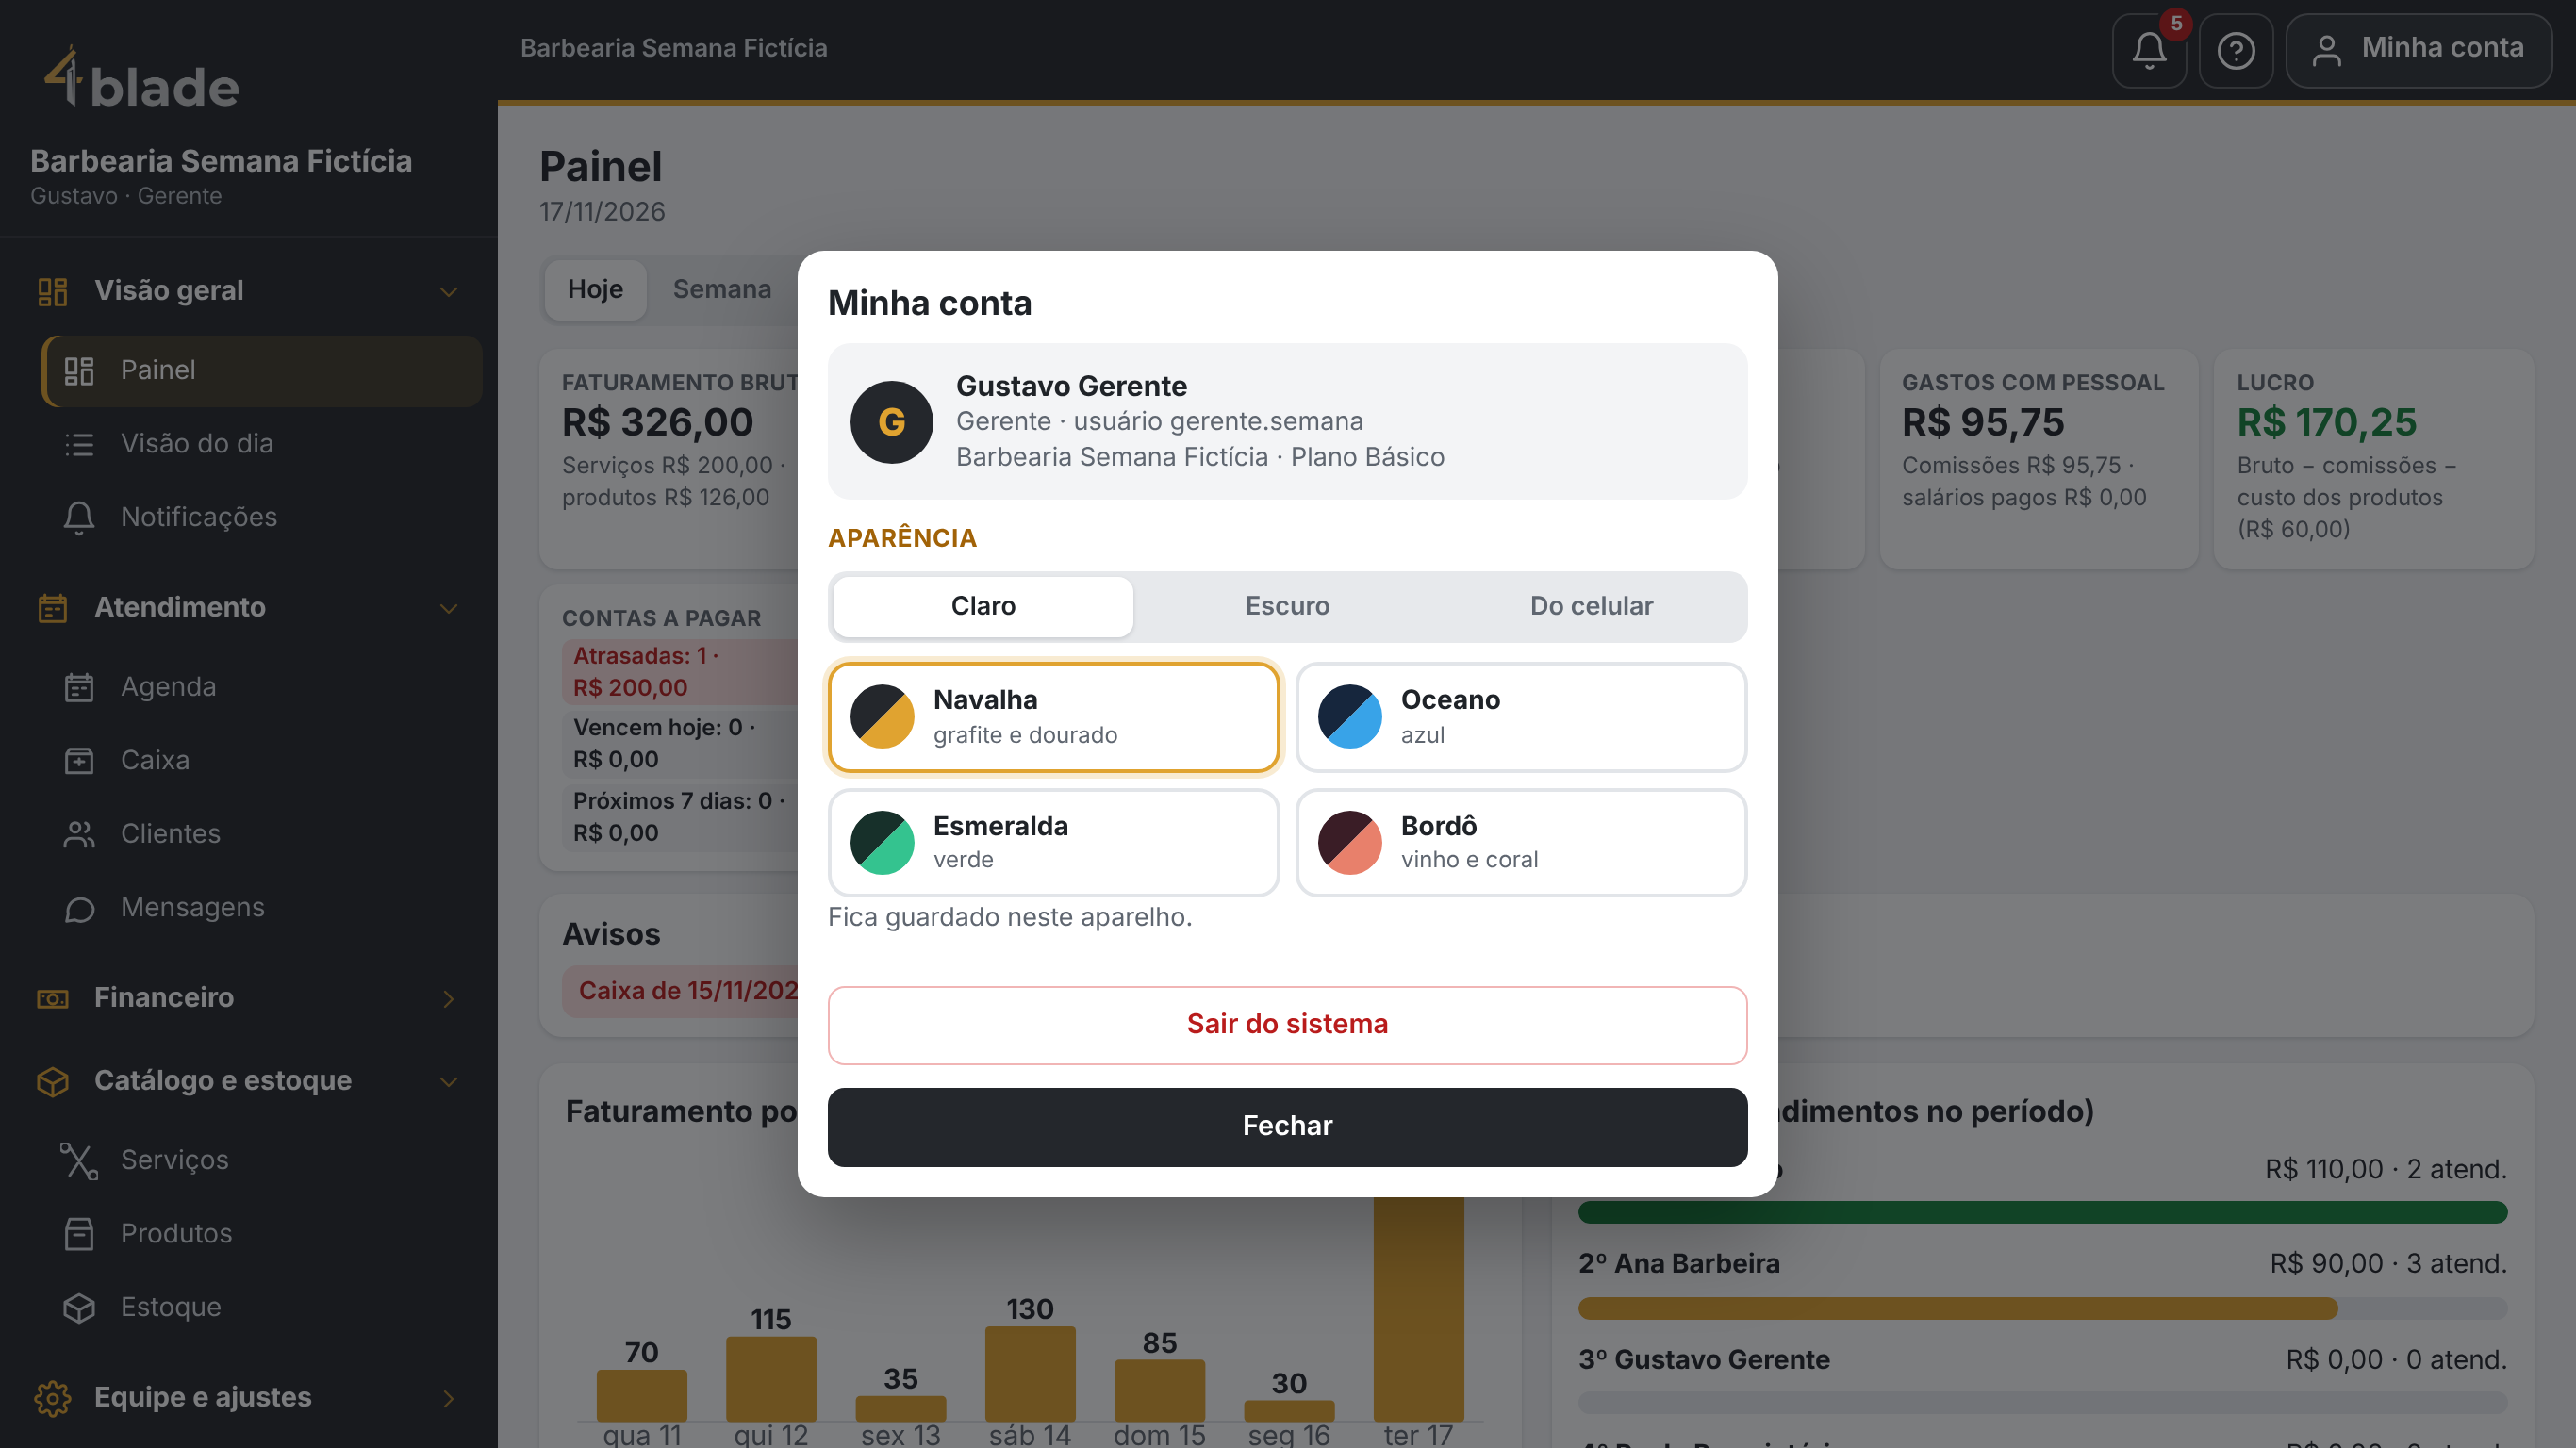 4blade
Barbearia Semana Fictícia
Gustavo · Gerente
Visão geral
Painel
Visão do dia
Notificações
Atendimento
Agenda
Caixa
Clientes
Mensagens
Financeiro
Catálogo e estoque
Serviços
Produtos
Estoque
Equipe e ajustes
Barbearia Semana Fictícia
5
Minha conta
Painel
17/11/2026
Hoje
Semana
FATURAMENTO BRUT
R$ 326,00
Serviços R$ 200,00 ·
produtos R$ 126,00
GASTOS COM PESSOAL
R$ 95,75
Comissões R$ 95,75 ·
salários pagos R$ 0,00
LUCRO
R$ 170,25
Bruto − comissões −
custo dos produtos
(R$ 60,00)
CONTAS A PAGAR
Atrasadas: 1 ·
R$ 200,00
Vencem hoje: 0 ·
R$ 0,00
Próximos 7 dias: 0 ·
R$ 0,00
Avisos
Caixa de 15/11/202
Minha conta
G
Gustavo Gerente
Gerente · usuário gerente.semana
Barbearia Semana Fictícia · Plano Básico
APARÊNCIA
Claro
Escuro
Do celular
Navalha
grafite e dourado
Oceano
azul
Esmeralda
verde
Bordô
vinho e coral
Fica guardado neste aparelho.
Sair do sistema
Fechar
Faturamento po
70
115
35
130
85
30
qua 11
qui 12
sex 13
sáb 14
dom 15
seg 16
ter 17
dimentos no período)
R$ 110,00 · 2 atend.
2º Ana Barbeira
R$ 90,00 · 3 atend.
3º Gustavo Gerente
R$ 0,00 · 0 atend.